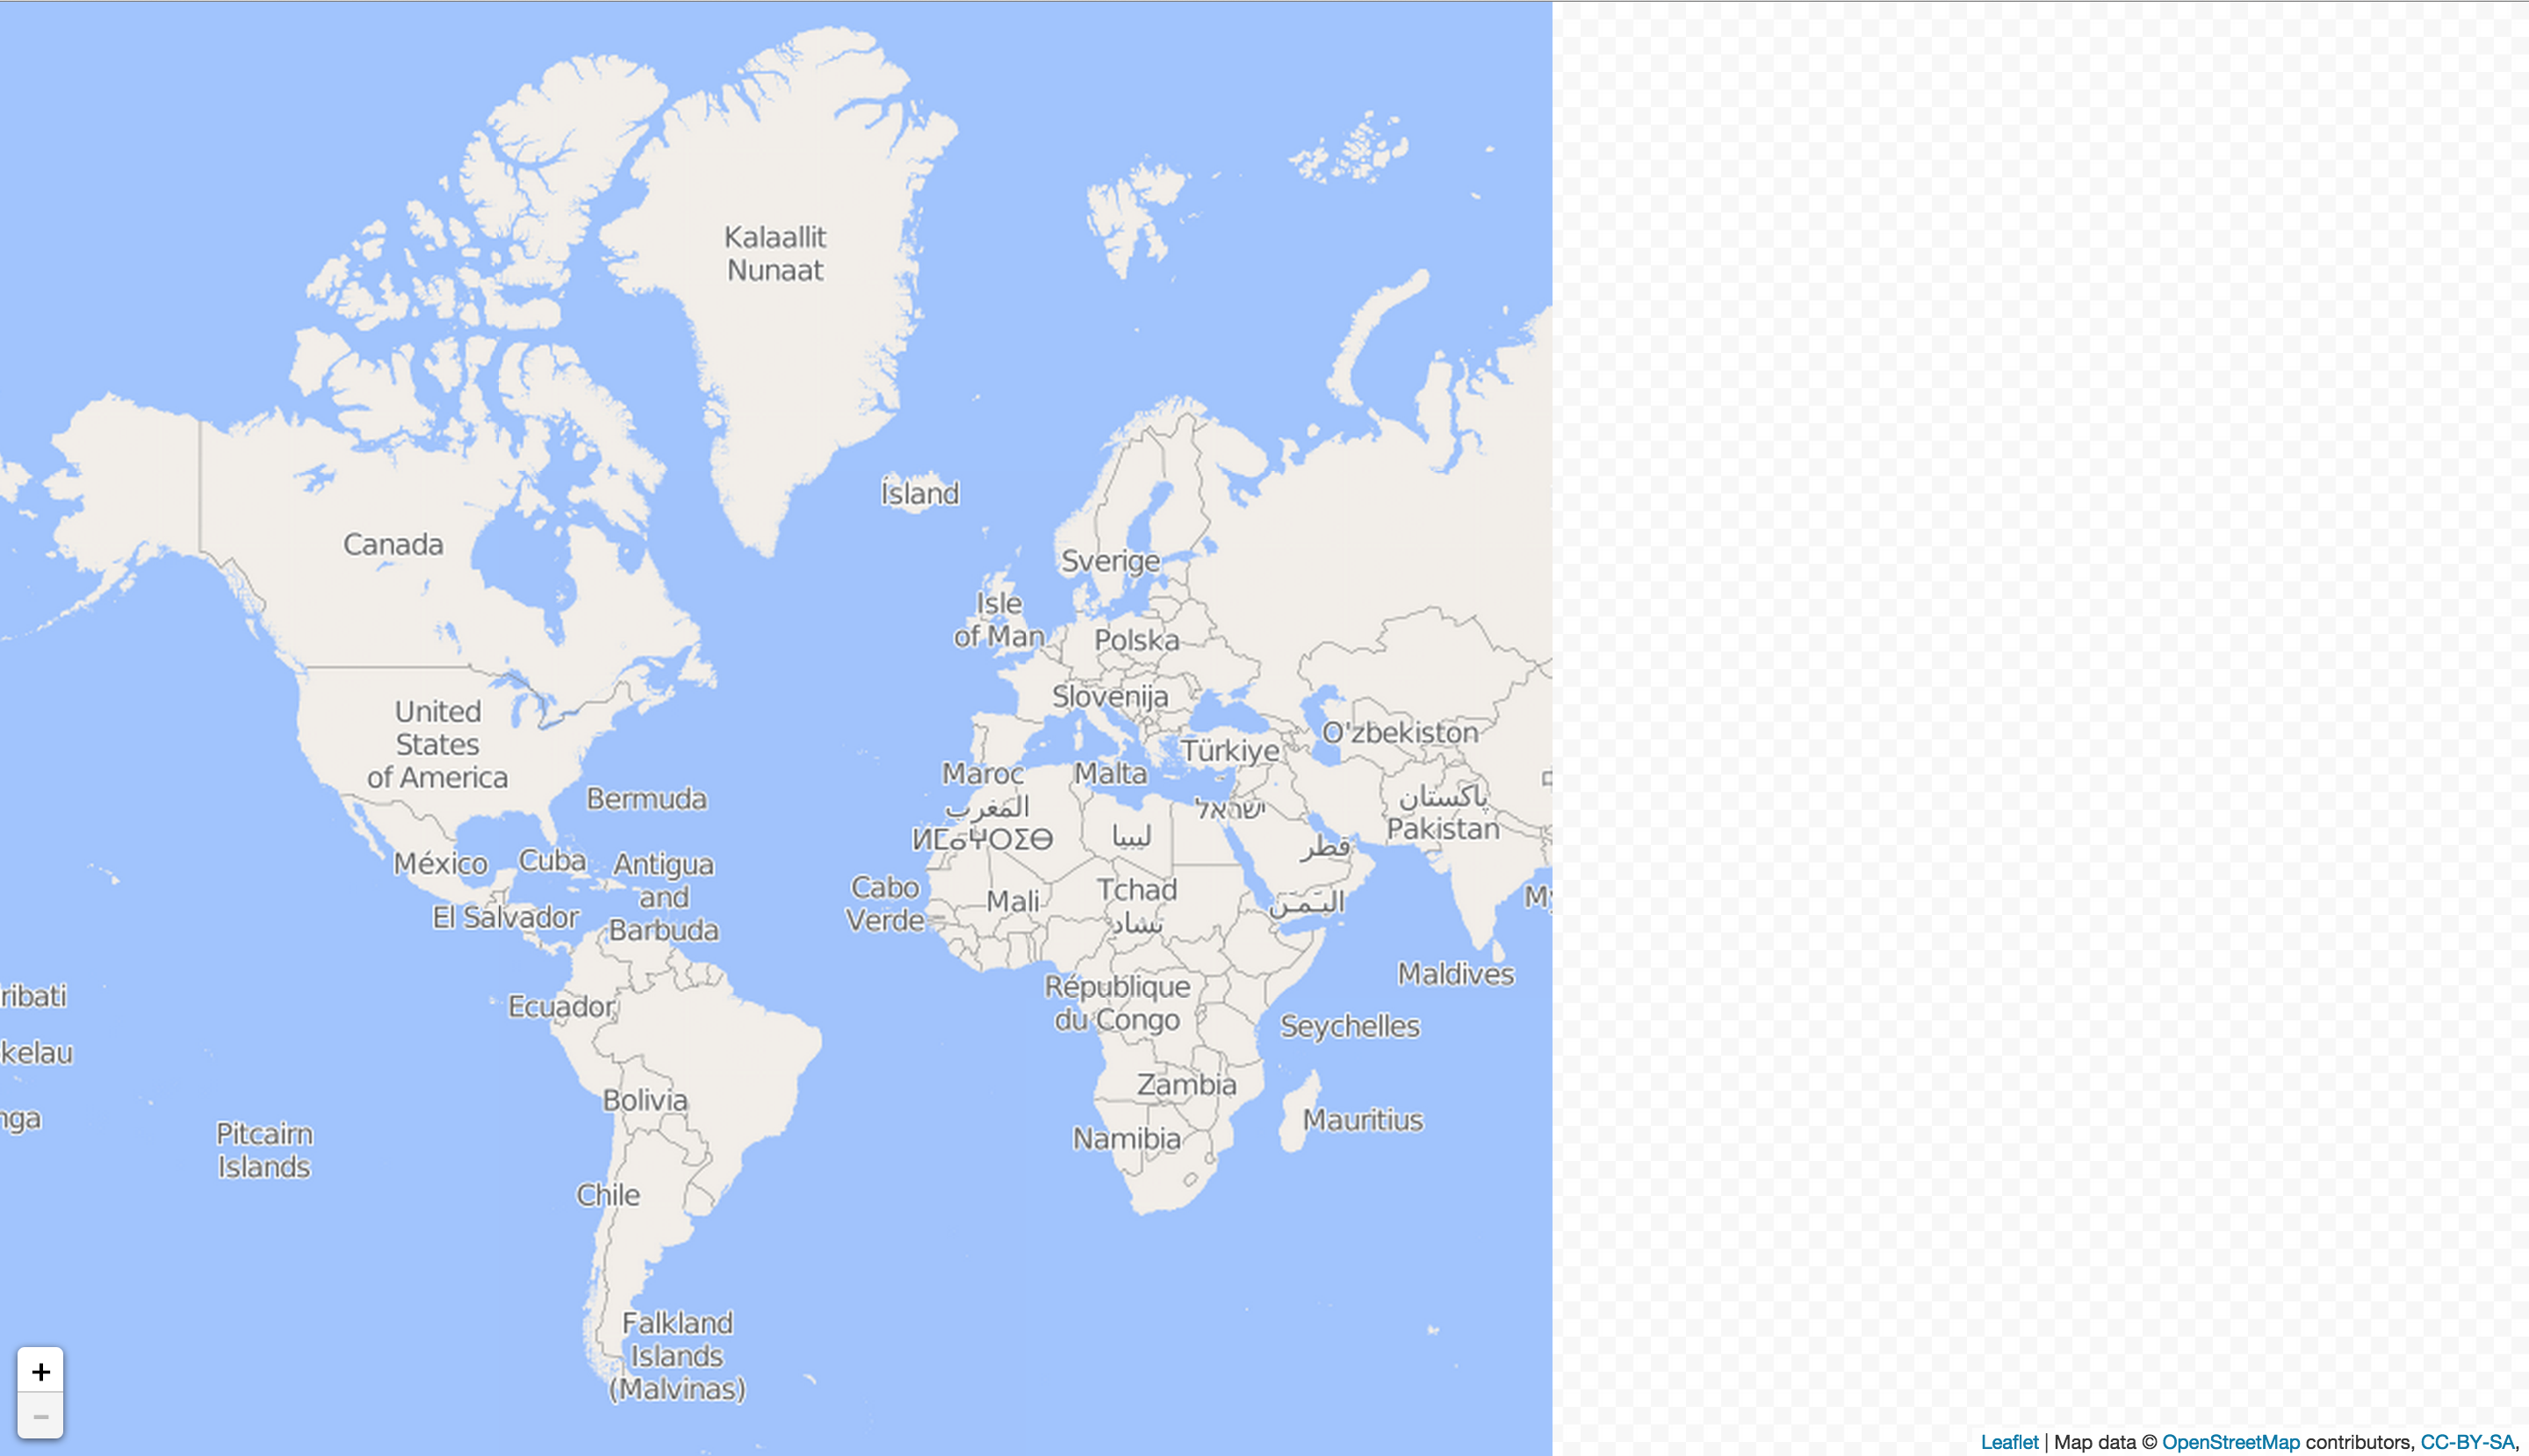 Kalaallit
Nunaat
Ísland
Canada
Sverige
Isle
of Man
Polska
Slovenija
United
States
of America
O'zbekiston
Türkiye
Maroc
المغرب
ⵍⵎⴰⵖⵔⵉⴱ
Malta
Bermuda
پاکستان
Pakistan
ישראל
ليبيا
قطر
México
Cuba
Antigua
and
Barbuda
Cabo
Verde
Mali
Tchad
تشاد
اليمن
El Salvador
Maldives
ribati
République
du Congo
Ecuador
Seychelles
kelau
Zambia
Bolivia
nga
Mauritius
Pitcairn
Islands
Namibia
Chile
Falkland
Islands
(Malvinas)
+
−
Leaflet | Map data © OpenStreetMap contributors, CC-BY-SA,